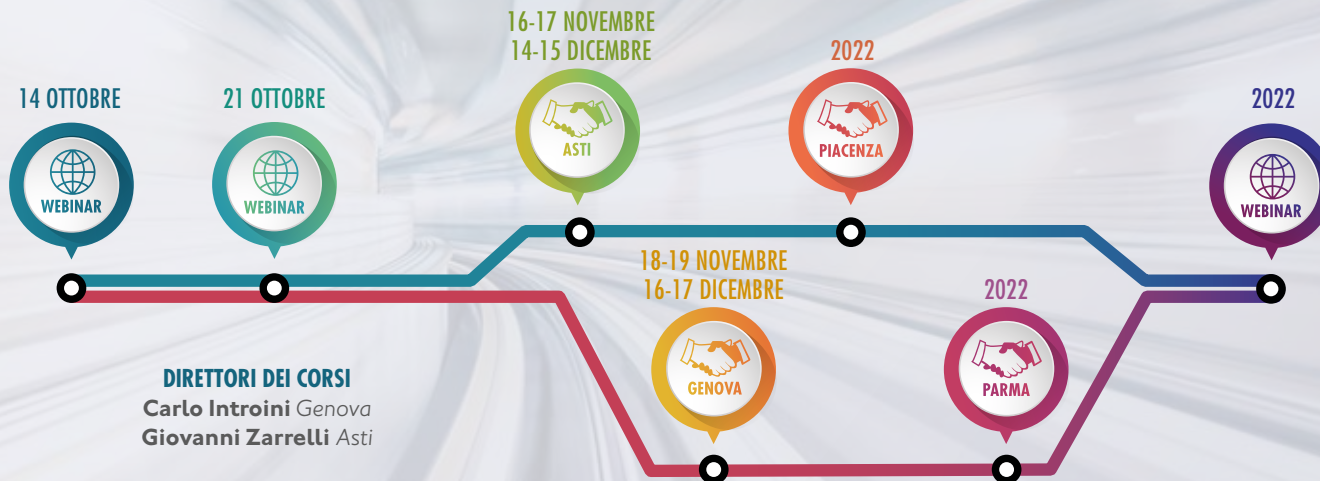 14 OTTOBRE
WEBINAR
21 OTTOBRE
WEBINAR
16-17 NOVEMBRE
14-15 DICEMBRE
ASTI
2022
PIACENZA
18-19 NOVEMBRE
16-17 DICEMBRE
GENOVA
2022
PARMA
2022
WEBINAR
DIRETTORI DEI CORSI
Carlo Introini Genova
Giovanni Zarrelli Asti